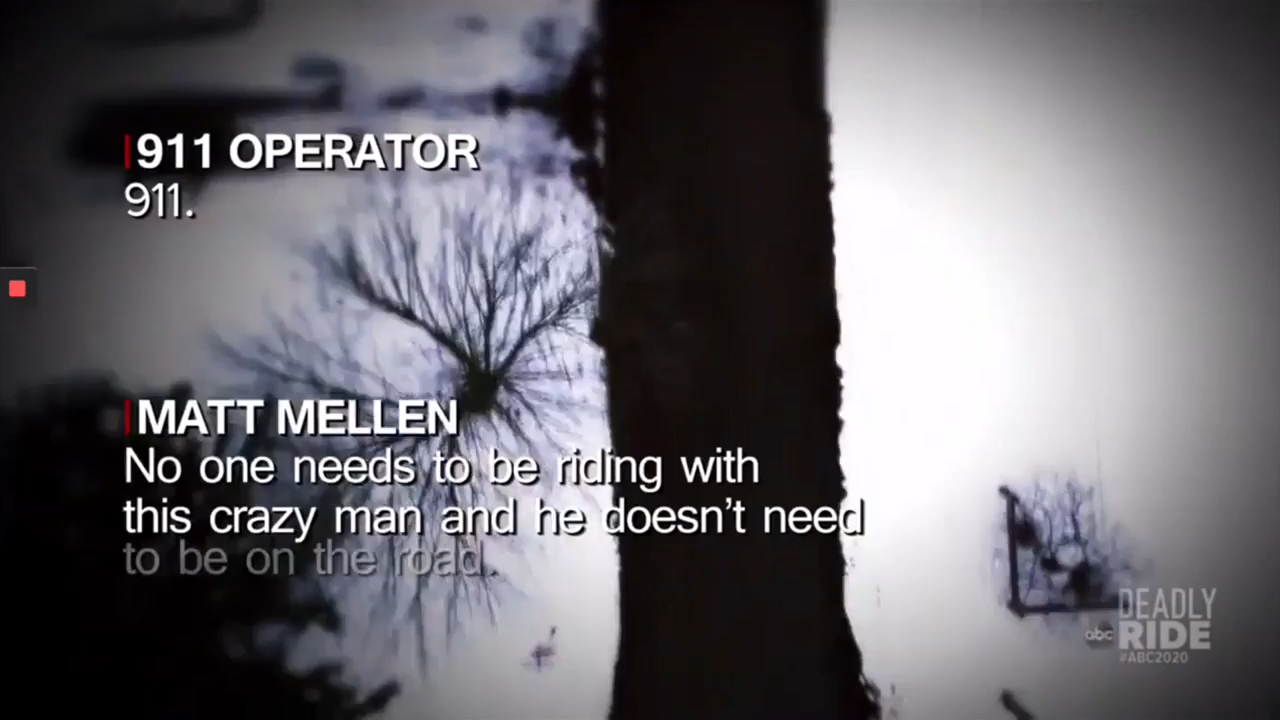 911 OPERATOR
911.
MATT MELLEN
No one needs to be riding with
this crazy man and he doesn't need
to be on the road.
DEADLY
abc RIDE
#ABC2020